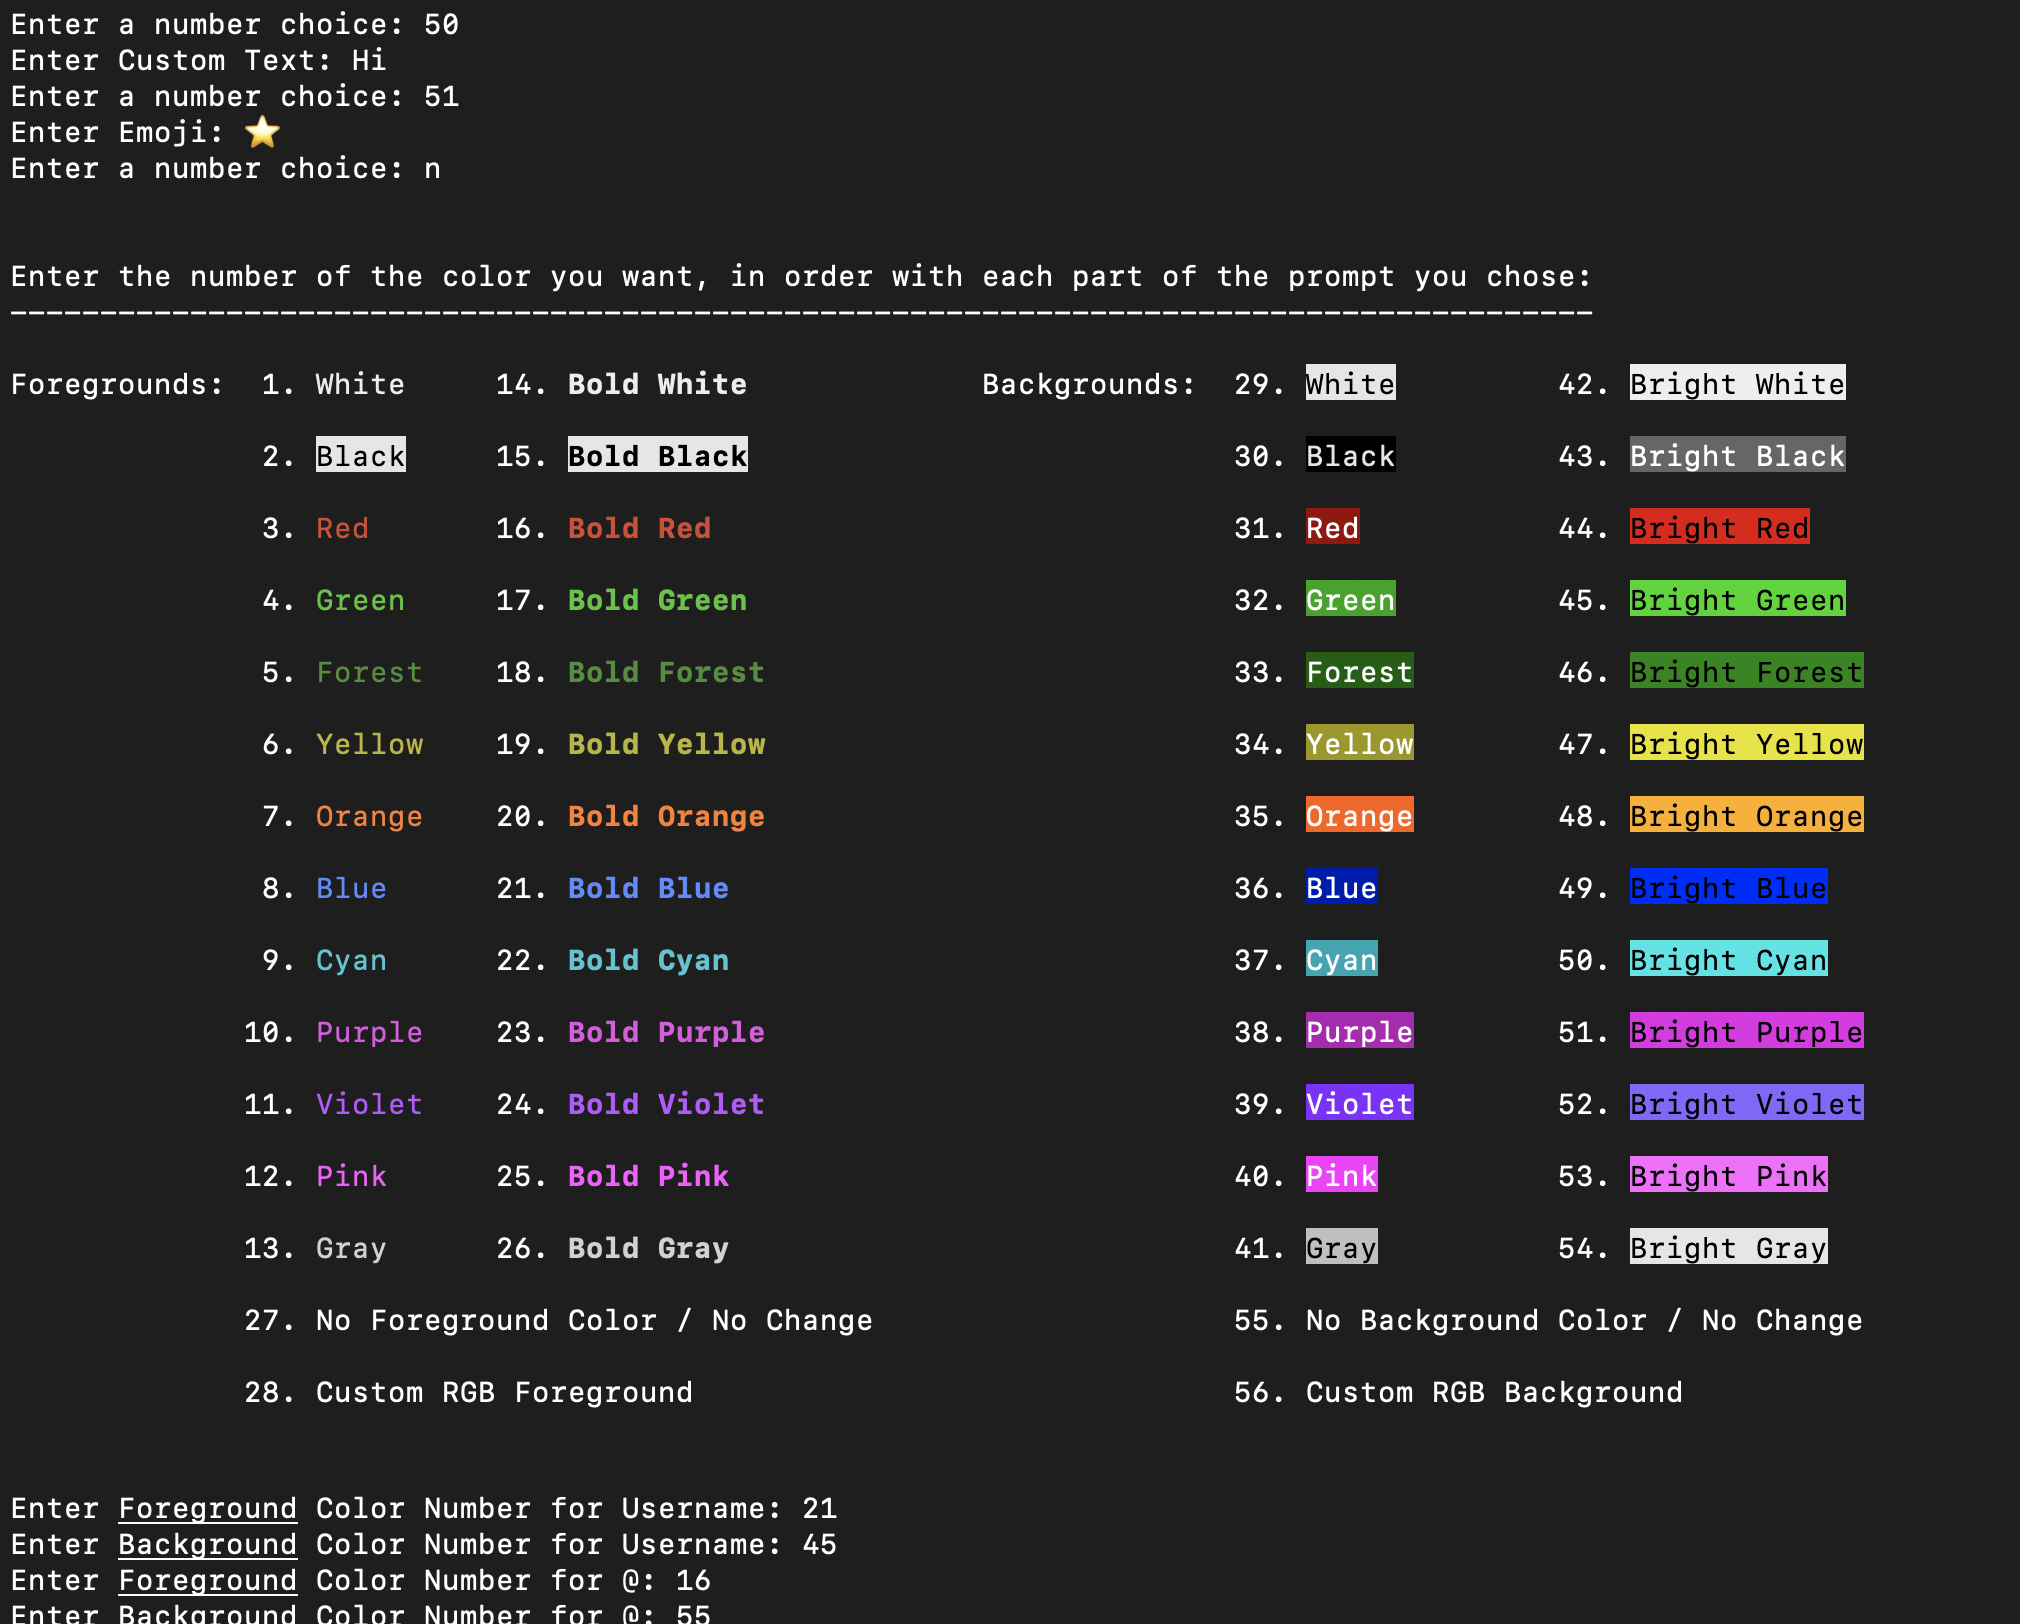 Enter a number choice: 50
Enter Custom Text: Hi
Enter a number choice: 51
Enter Emoji: ⭐
Enter a number choice: n
Enter the number of the color you want, in order with each part of the prompt you chose:
----------------------------------------------------------------------------------------
Foregrounds: 1. White 14. Bold White Backgrounds: 29. White 42. Bright White
2. Black 15. Bold Black 30. Black 43. Bright Black
3. Red 16. Bold Red 31. Red 44. Bright Red
4. Green 17. Bold Green 32. Green 45. Bright Green
5. Forest 18. Bold Forest 33. Forest 46. Bright Forest
6. Yellow 19. Bold Yellow 34. Yellow 47. Bright Yellow
7. Orange 20. Bold Orange 35. Orange 48. Bright Orange
8. Blue 21. Bold Blue 36. Blue 49. Bright Blue
9. Cyan 22. Bold Cyan 37. Cyan 50. Bright Cyan
10. Purple 23. Bold Purple 38. Purple 51. Bright Purple
11. Violet 24. Bold Violet 39. Violet 52. Bright Violet
12. Pink 25. Bold Pink 40. Pink 53. Bright Pink
13. Gray 26. Bold Gray 41. Gray 54. Bright Gray
27. No Foreground Color / No Change 55. No Background Color / No Change
28. Custom RGB Foreground 56. Custom RGB Background
Enter Foreground Color Number for Username: 21
Enter Background Color Number for Username: 45
Enter Foreground Color Number for @: 16
Enter Background Color Number for @: 55